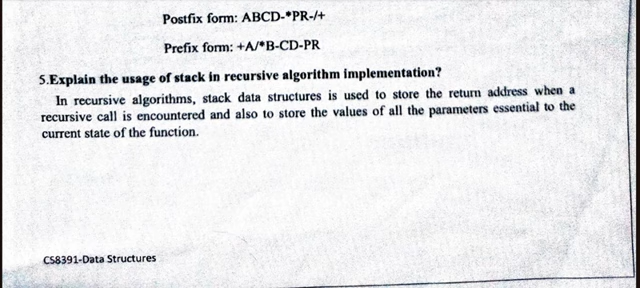 Postfix form: ABCD-*PR-/+
Prefix form: +A/*B-CD-PR
5.Explain the usage of stack in recursive algorithm implementation?
In recursive algorithms, stack data structures is used to store the return address when a
recursive call is encountered and also to store the values of all the parameters essential to the
current state of the function.
CS8391-Data Structures